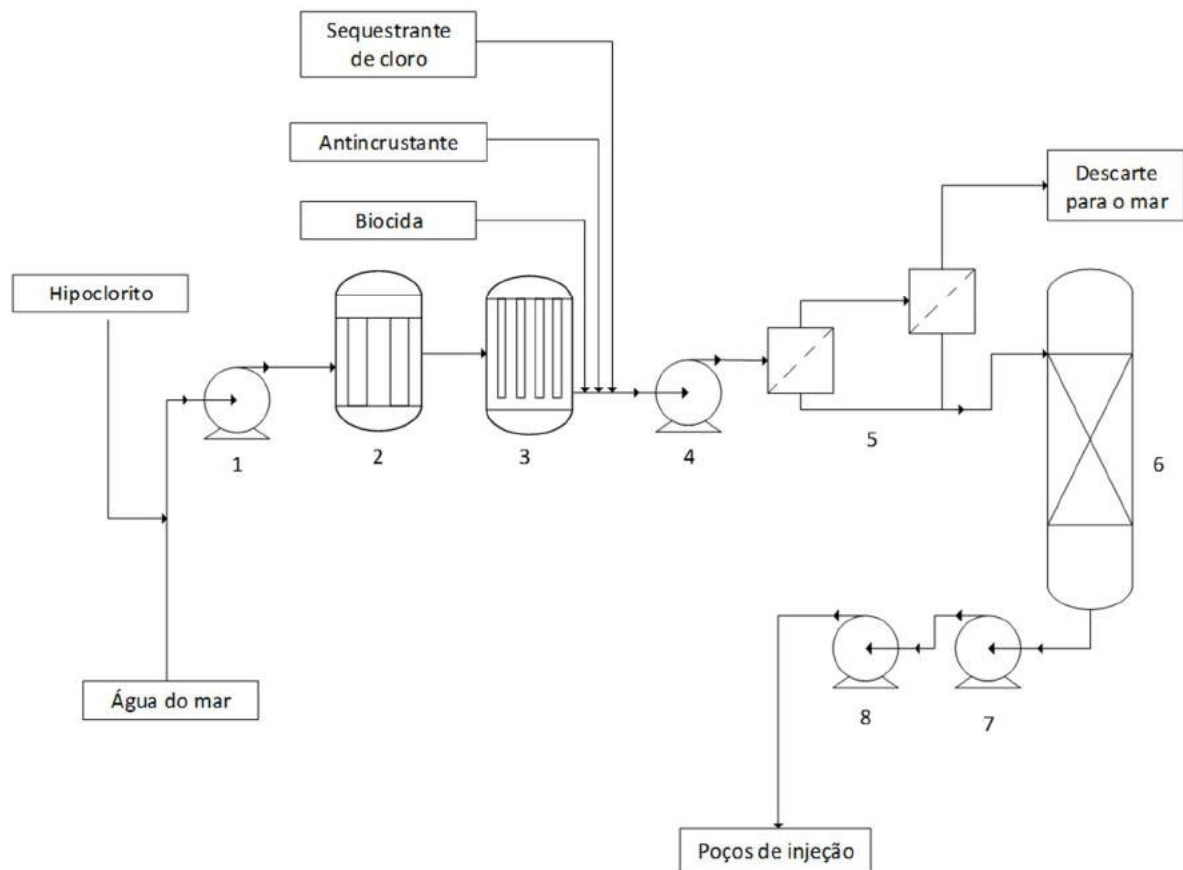 Sequestrante
de cloro
Antincrustante
Biocida
Hipoclorito
Descarte
para o mar
1
2
3
4
5
6
Água do mar
8
7
Poços de injeção